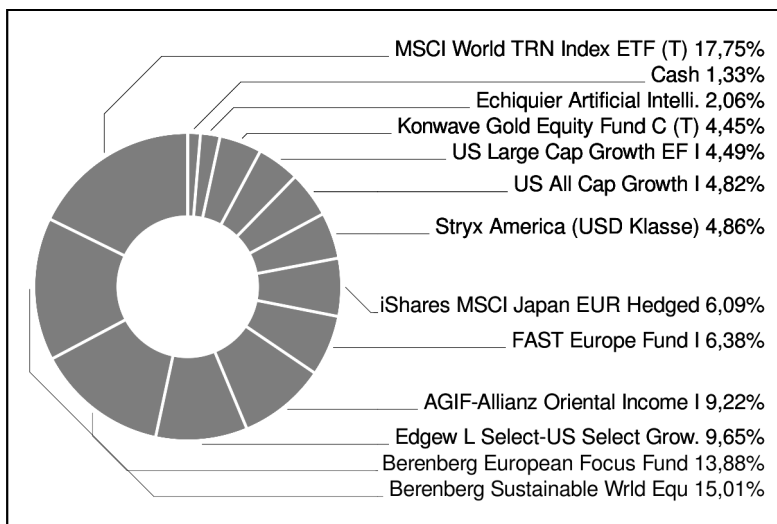 MSCI World TRN Index ETF (T) 17,75%
Cash 1,33%
Echiquier Artificial Intelli. 2,06%
Konwave Gold Equity Fund C (T) 4,45%
US Large Cap Growth EF I 4,49%
US All Cap Growth I 4,82%
Stryx America (USD Klasse) 4,86%
iShares MSCI Japan EUR Hedged 6,09%
FAST Europe Fund I 6,38%
AGIF-Allianz Oriental Income I 9,22%
Edgew L Select-US Select Grow. 9,65%
Berenberg European Focus Fund 13,88%
Berenberg Sustainable Wrld Equ 15,01%